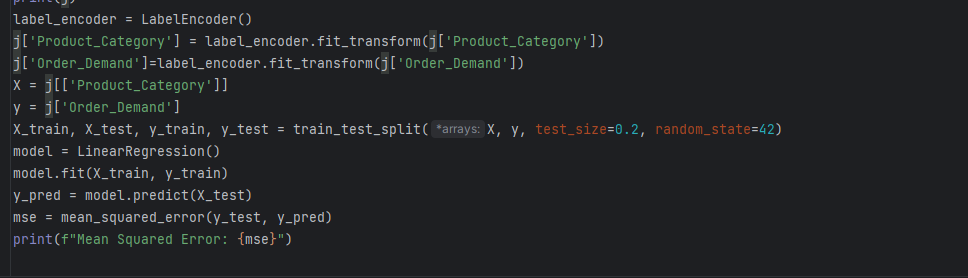 print(j)
label_encoder = LabelEncoder()
j['Product_Category'] = label_encoder.fit_transform(j['Product_Category'])
j['Order_Demand']=label_encoder.fit_transform(j['Order_Demand'])
X = j[['Product_Category']]
y = j['Order_Demand']
X_train, X_test, y_train, y_test = train_test_split( *arrays: X, y, test_size=0.2, random_state=42)
model = LinearRegression()
model.fit(X_train, y_train)
y_pred = model.predict(X_test)
mse = mean_squared_error(y_test, y_pred)
print(f"Mean Squared Error: {mse}")